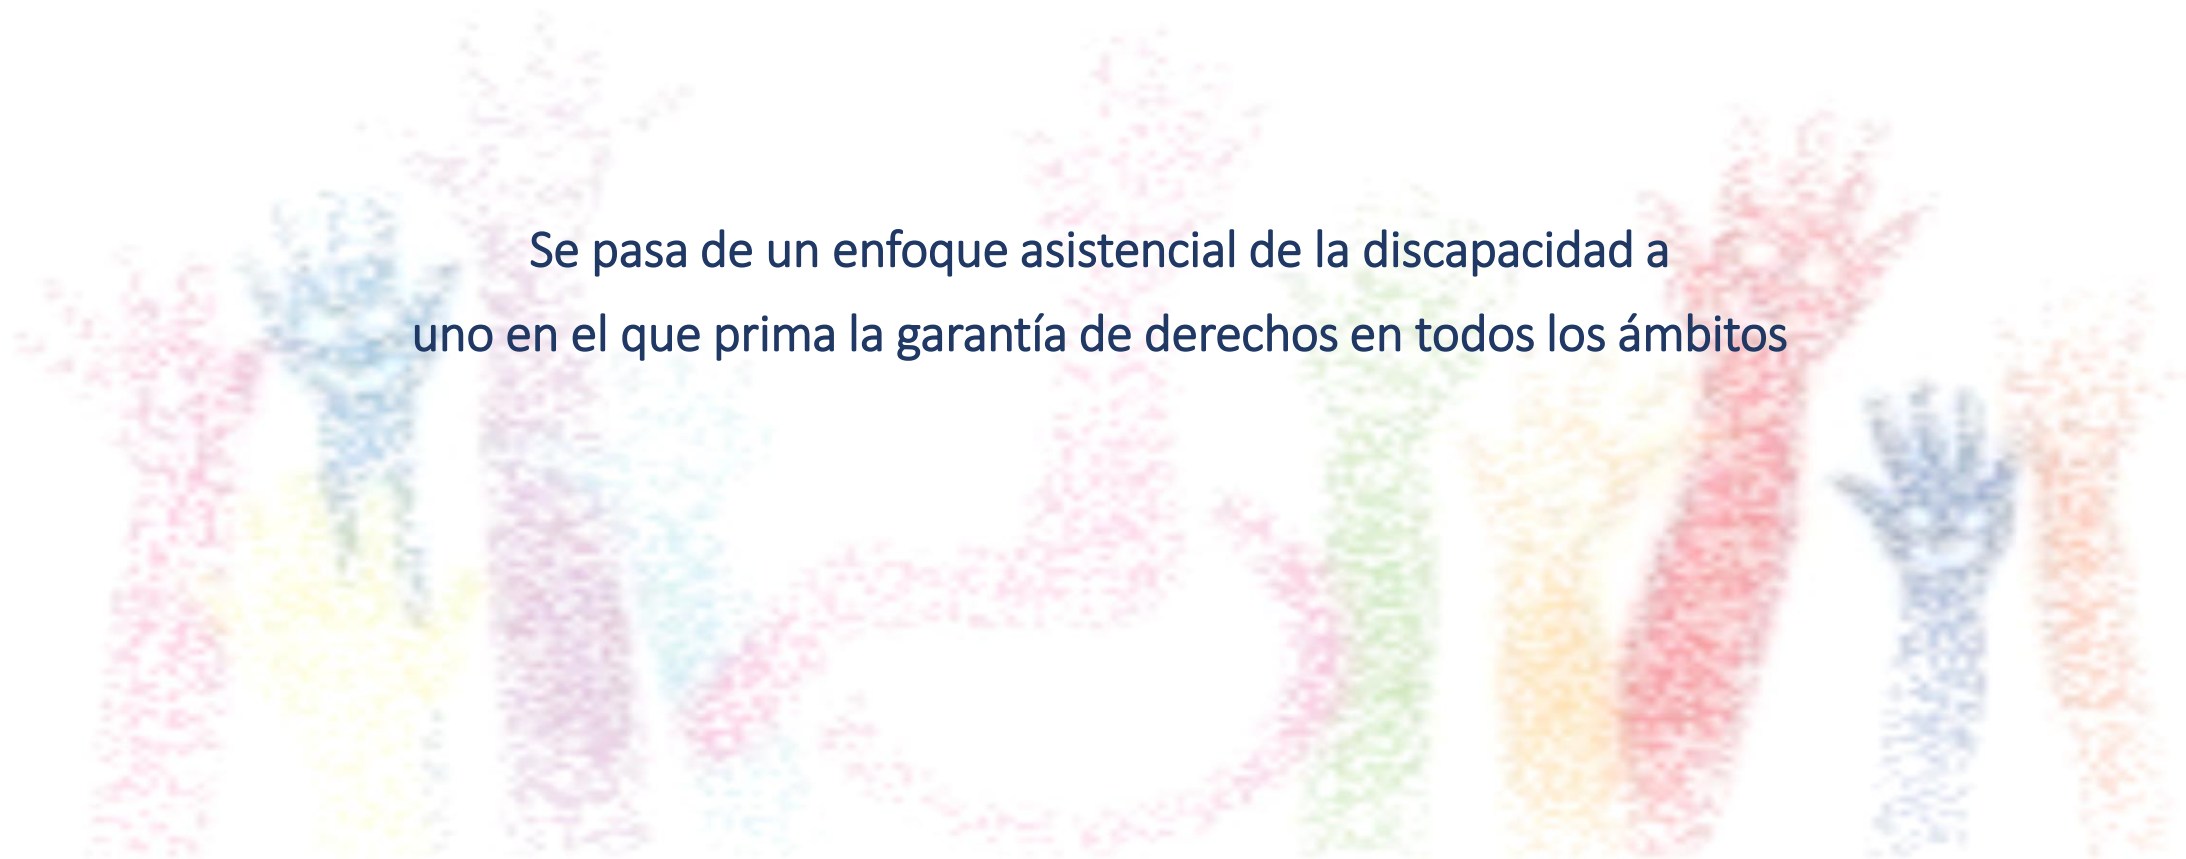 Se pasa de un enfoque asistencial de la discapacidad a
uno en el que prima la garantía de derechos en todos los ámbitos